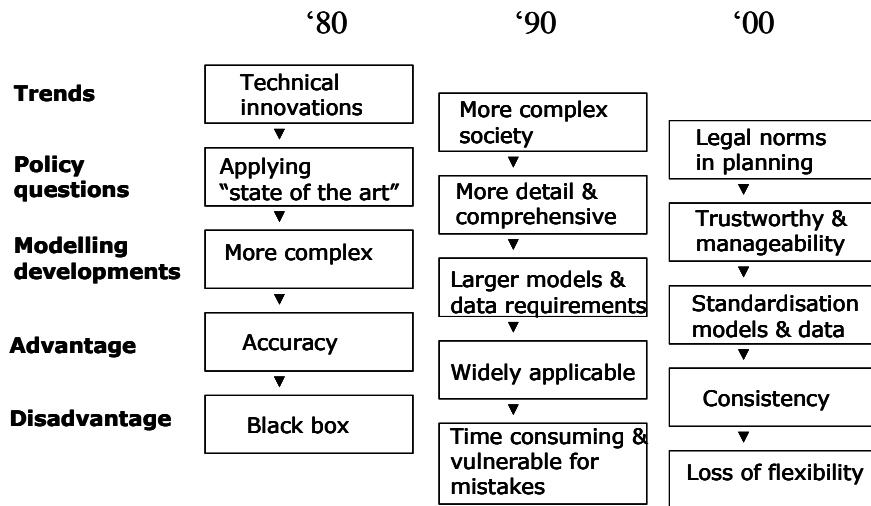 ‘80
‘90
‘00
Trends
Technical
innovations
More complex
society
Legal norms
in planning
Policy
questions
Applying
“state of the art”
More detail &
comprehensive
Trustworthy &
manageability
Modelling
developments
More complex
Larger models &
data requirements
Standardisation
models & data
Advantage
Accuracy
Widely applicable
Consistency
Disadvantage
Black box
Time consuming &
vulnerable for
mistakes
Loss of flexibility